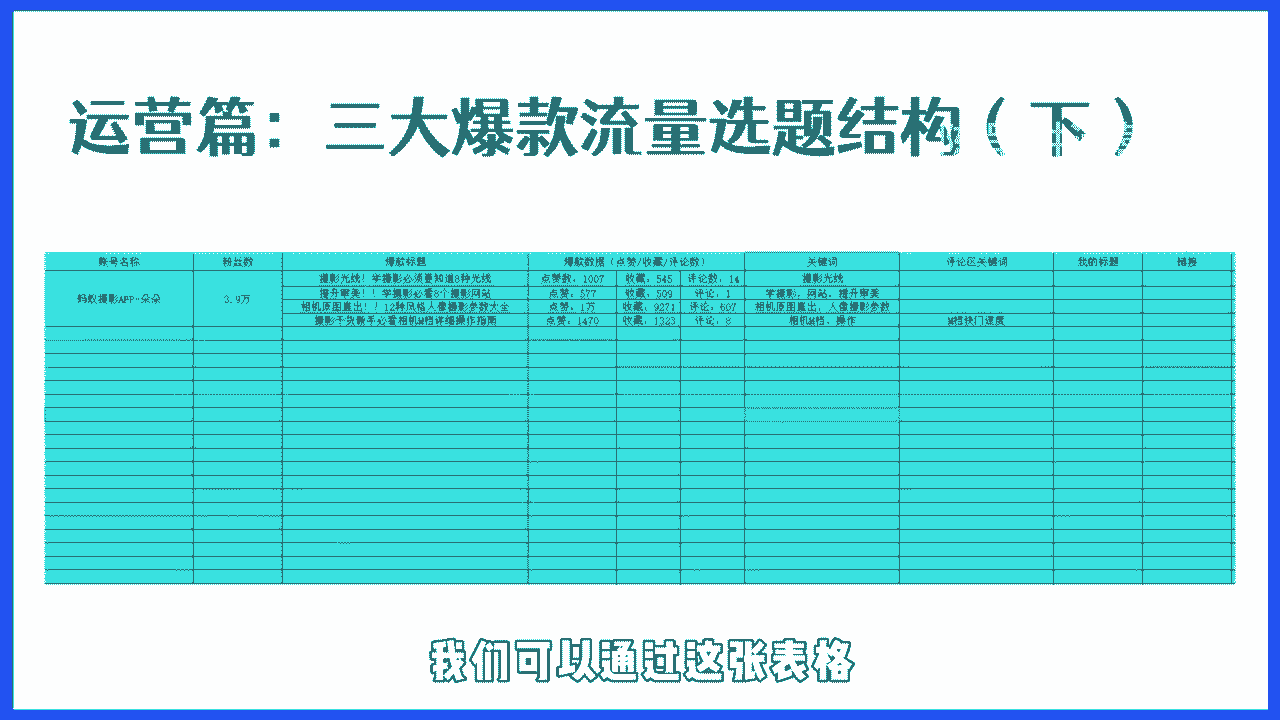 运营篇：三大爆款流量选题结构（下）
账号名称 粉丝数 爆款标题 爆款数据（点赞/收藏/评论数） 关键词 评论区关键词 我的标题 链接
蚂蚁摄影APP-朵朵 3.9万
摄影光线！学摄影必须要知道8种光线 点赞数：1007 收藏：545 评论数：14 摄影光线
提升审美！！学摄影必看8个摄影网站 点赞：577 收藏：509 评论：1 学摄影、网站、提升审美
相机原图直出！！12种风格人像摄影参数大全 点赞：1万 收藏：9271 评论：607 相机原图直出、人像摄影参数
摄影干货新手必看相机M档详细操作指南 点赞：1470 收藏：1323 评论：8 相机M档、操作 M档快门速度
我们可以通过这张表格